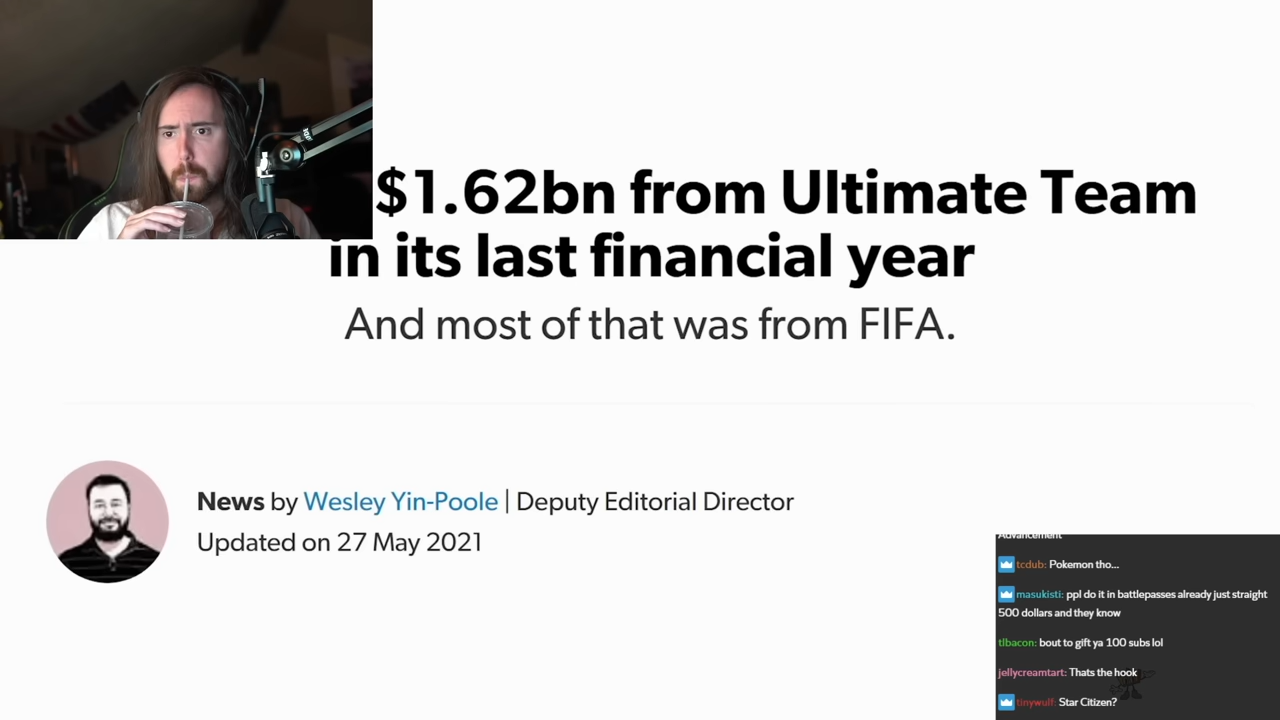 $1.62bn from Ultimate Team
in its last financial year
And most of that was from FIFA.
News by Wesley Yin-Poole | Deputy Editorial Director
Updated on 27 May 2021
Advancement
tcdub: Pokemon tho...
masukisti: ppl do it in battlepasses already just straight
500 dollars and they know
tlbacon: bout to gift ya 100 subs lol
jellycreamtart: Thats the hook
tinywulf: Star Citizen?